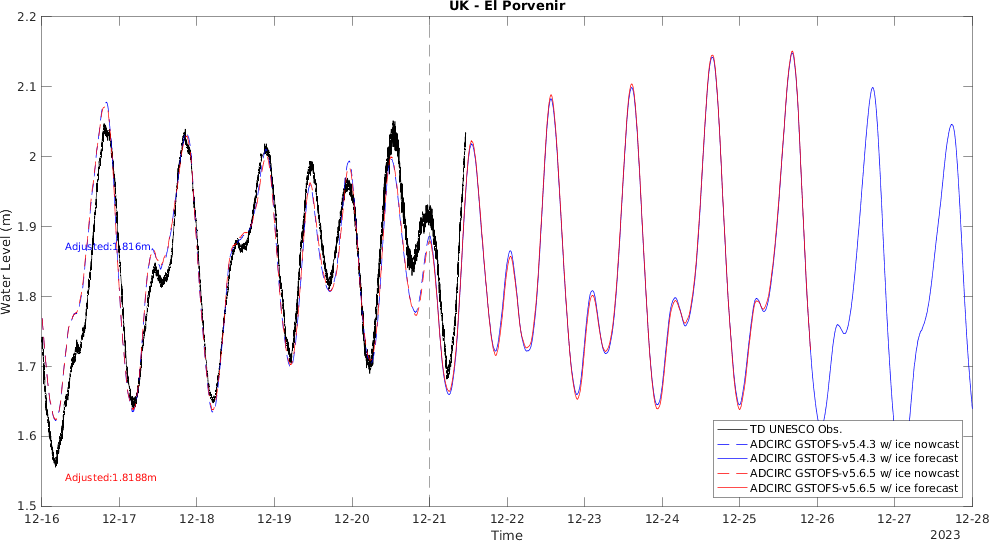 UK - El Porvenir
2.2
2.1
2
1.9
1.8
1.7
1.6
1.5
Water Level (m)
Adjusted:1.816m
Adjusted:1.8188m
TD UNESCO Obs.
ADCIRC GSTOFS-v5.4.3 w/ ice nowcast
ADCIRC GSTOFS-v5.4.3 w/ ice forecast
ADCIRC GSTOFS-v5.6.5 w/ ice nowcast
ADCIRC GSTOFS-v5.6.5 w/ ice forecast
12-16 12-17 12-18 12-19 12-20 12-21 12-22 12-23 12-24 12-25 12-26 12-27 12-28
Time
2023